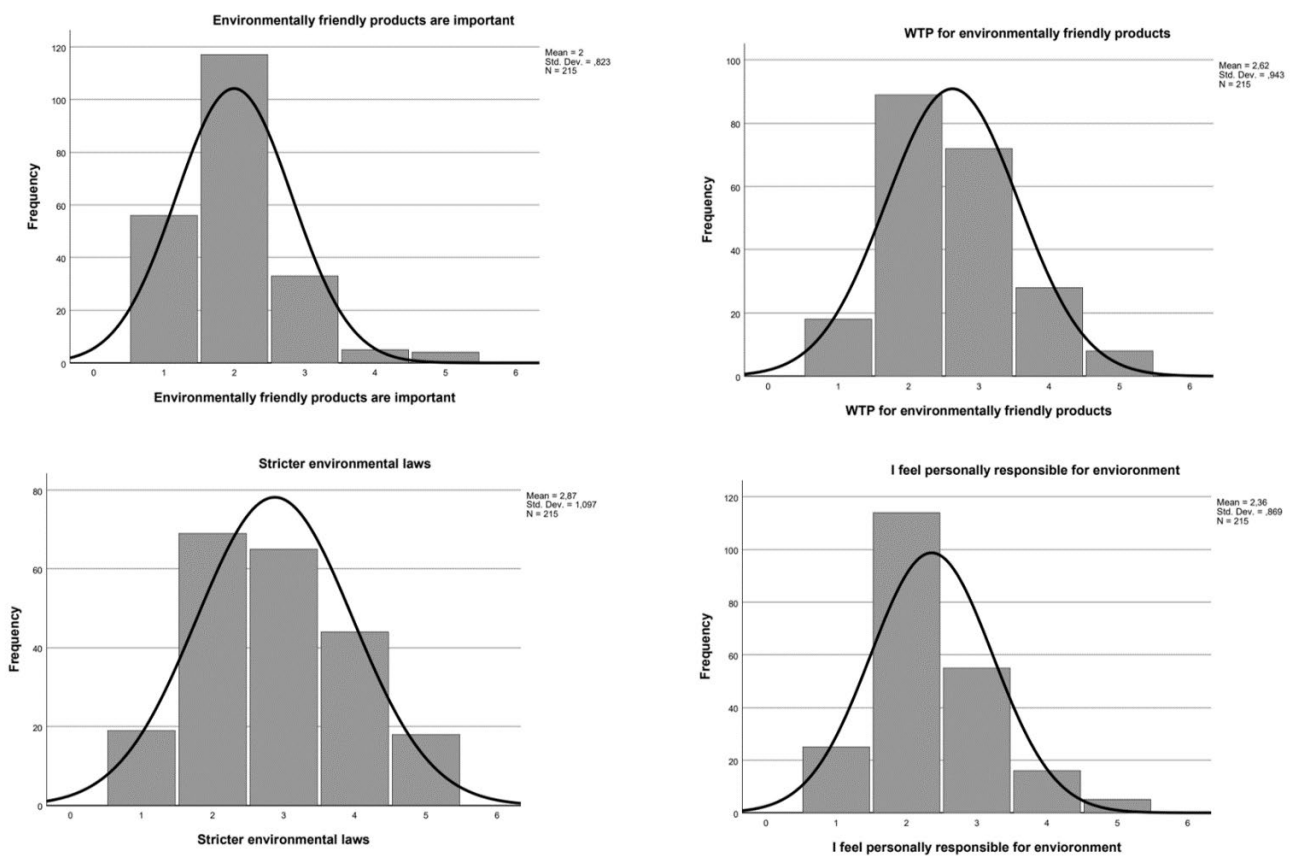 Environmentally friendly products are important
Mean = 2
Std. Dev. = ,823
N = 215
120
100
80
60
40
20
0
Frequency
0 1 2 3 4 5 6
Environmentally friendly products are important
WTP for environmentally friendly products
Mean = 2,62
Std. Dev. = ,943
N = 215
100
80
60
40
20
0
Frequency
0 1 2 3 4 5 6
WTP for environmentally friendly products
Stricter environmental laws
Mean = 2,87
Std. Dev. = 1,097
N = 215
80
60
40
20
0
Frequency
0 1 2 3 4 5 6
Stricter environmental laws
I feel personally responsible for envioronment
Mean = 2,36
Std. Dev. = ,869
N = 215
120
100
80
60
40
20
0
Frequency
0 1 2 3 4 5 6
I feel personally responsible for envioronment